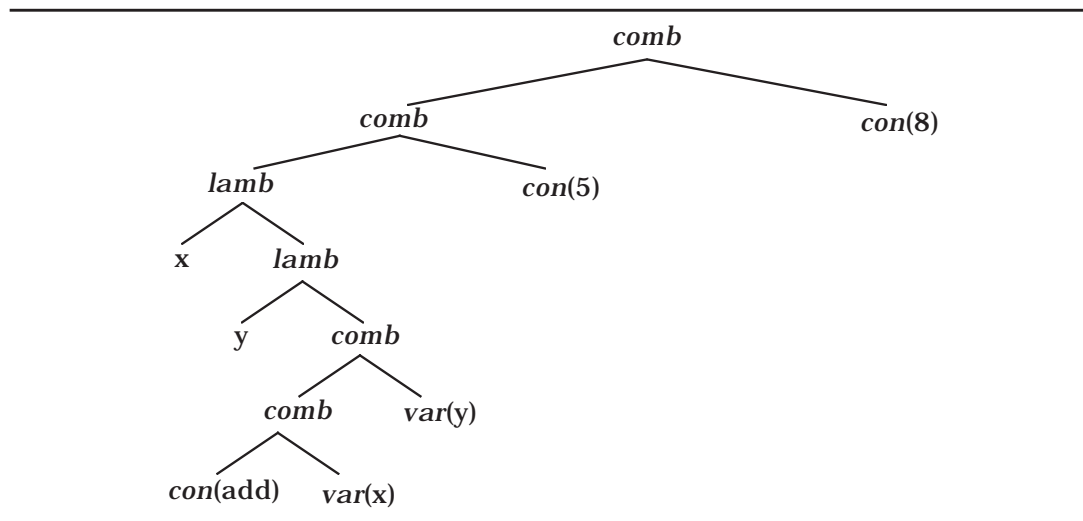 comb
comb con(8)
lamb con(5)
x lamb
y comb
comb var(y)
con(add) var(x)